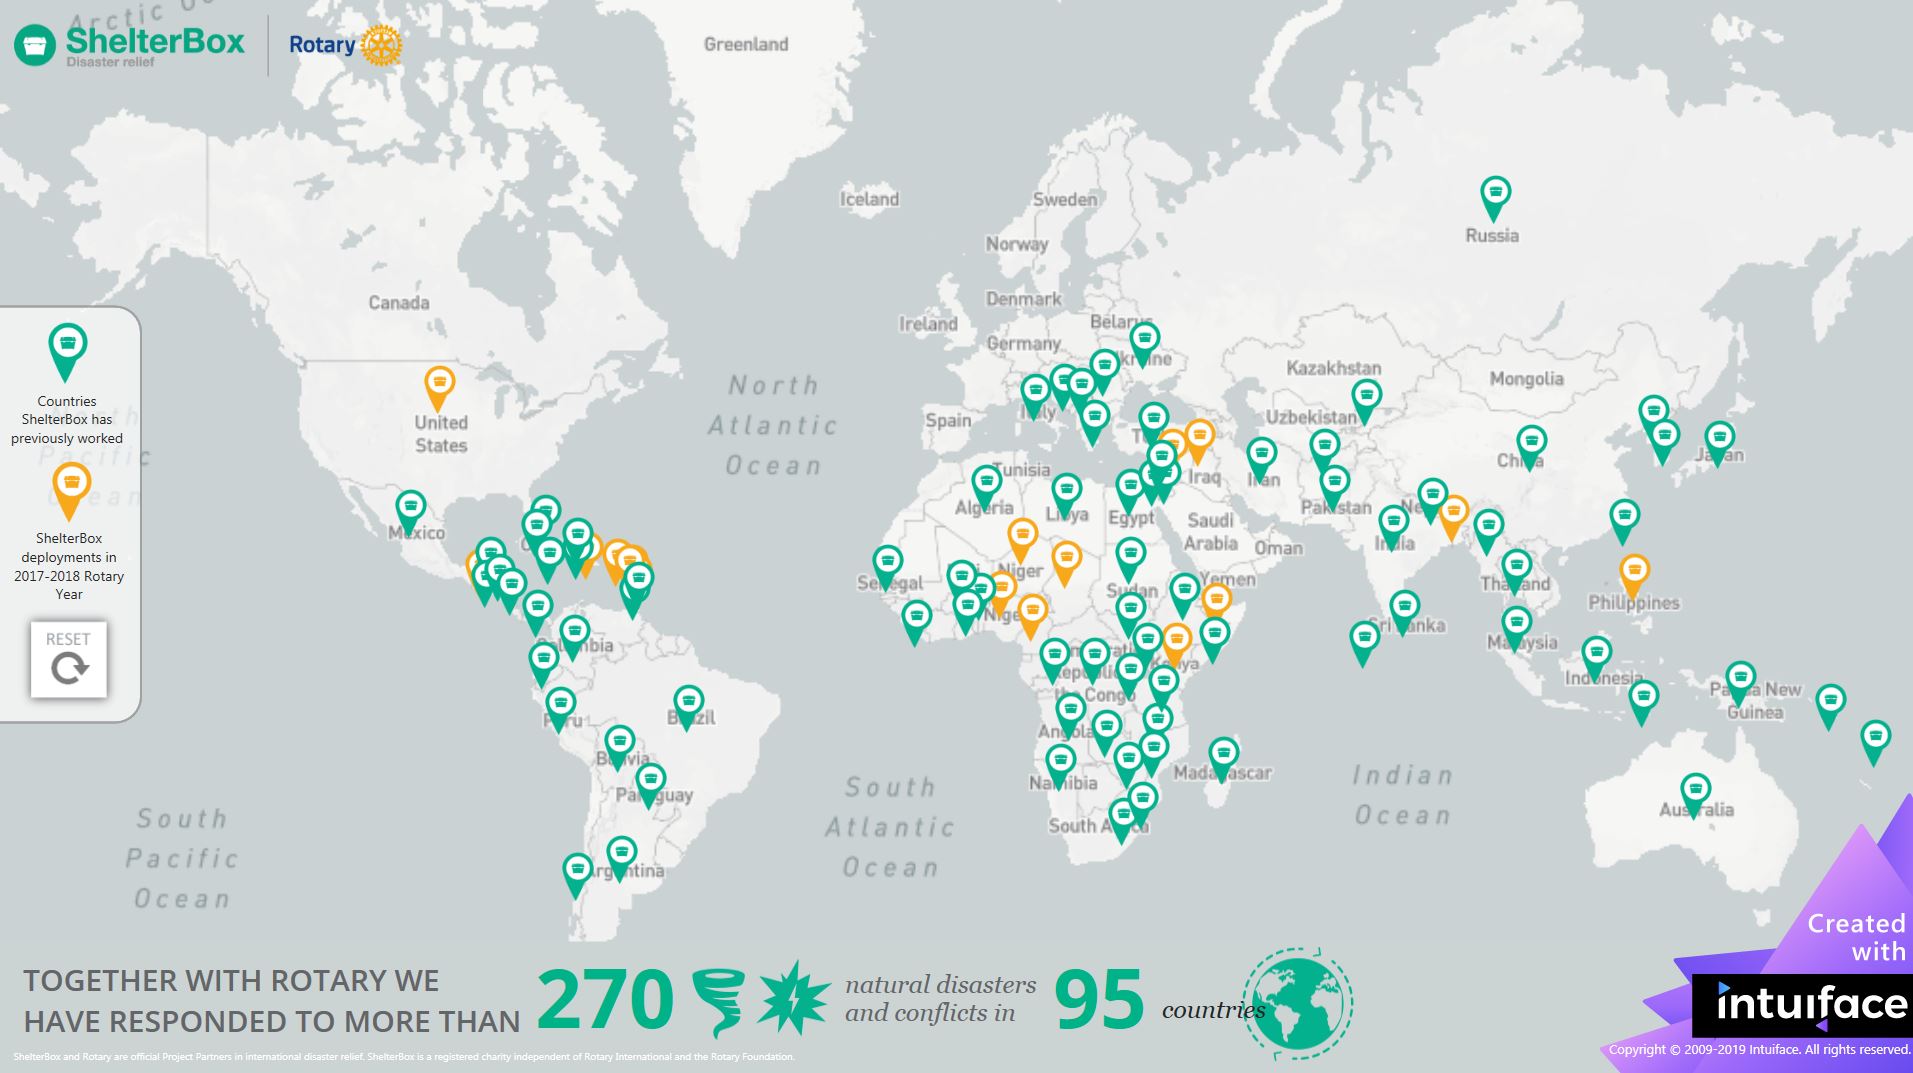 Arctic
ShelterBox
Disaster relief
Rotary
Greenland
Iceland
Sweden
Norway
Russia
Canada
Denmark
Ireland
Belarus
Germany
Kazakhstan
Mongolia
North
Atlantic
Ocean
Spain
Italy
Uzbekistan
United
States
Countries
ShelterBox has
previously worked
North
Pacific
Ocean
Tunisia
Iraq
Iran
China
Japan
Algeria
Libya
Egypt
Pakistan
Saudi
Arabia
Oman
India
Mexico
ShelterBox
deployments in
2017-2018 Rotary
Year
Senegal
Niger
Sudan
Yemen
Thailand
Philippines
Sri Lanka
Malaysia
RESET
Colombia
Kenya
Republic
the Congo
Indonesia
Papua New
Guinea
Peru
Brazil
Angola
Bolivia
Paraguay
Namibia
Madagascar
Indian
Ocean
South
Atlantic
Ocean
South Africa
Australia
South
Pacific
Ocean
Argentina
Created
with
intuiface
Copyright © 2009-2019 Intuiface. All rights reserved.
TOGETHER WITH ROTARY WE
HAVE RESPONDED TO MORE THAN
270
natural disasters
and conflicts in
95
countries
ShelterBox and Rotary are official Project Partners in international disaster relief. ShelterBox is a registered charity independent of Rotary International and the Rotary Foundation.